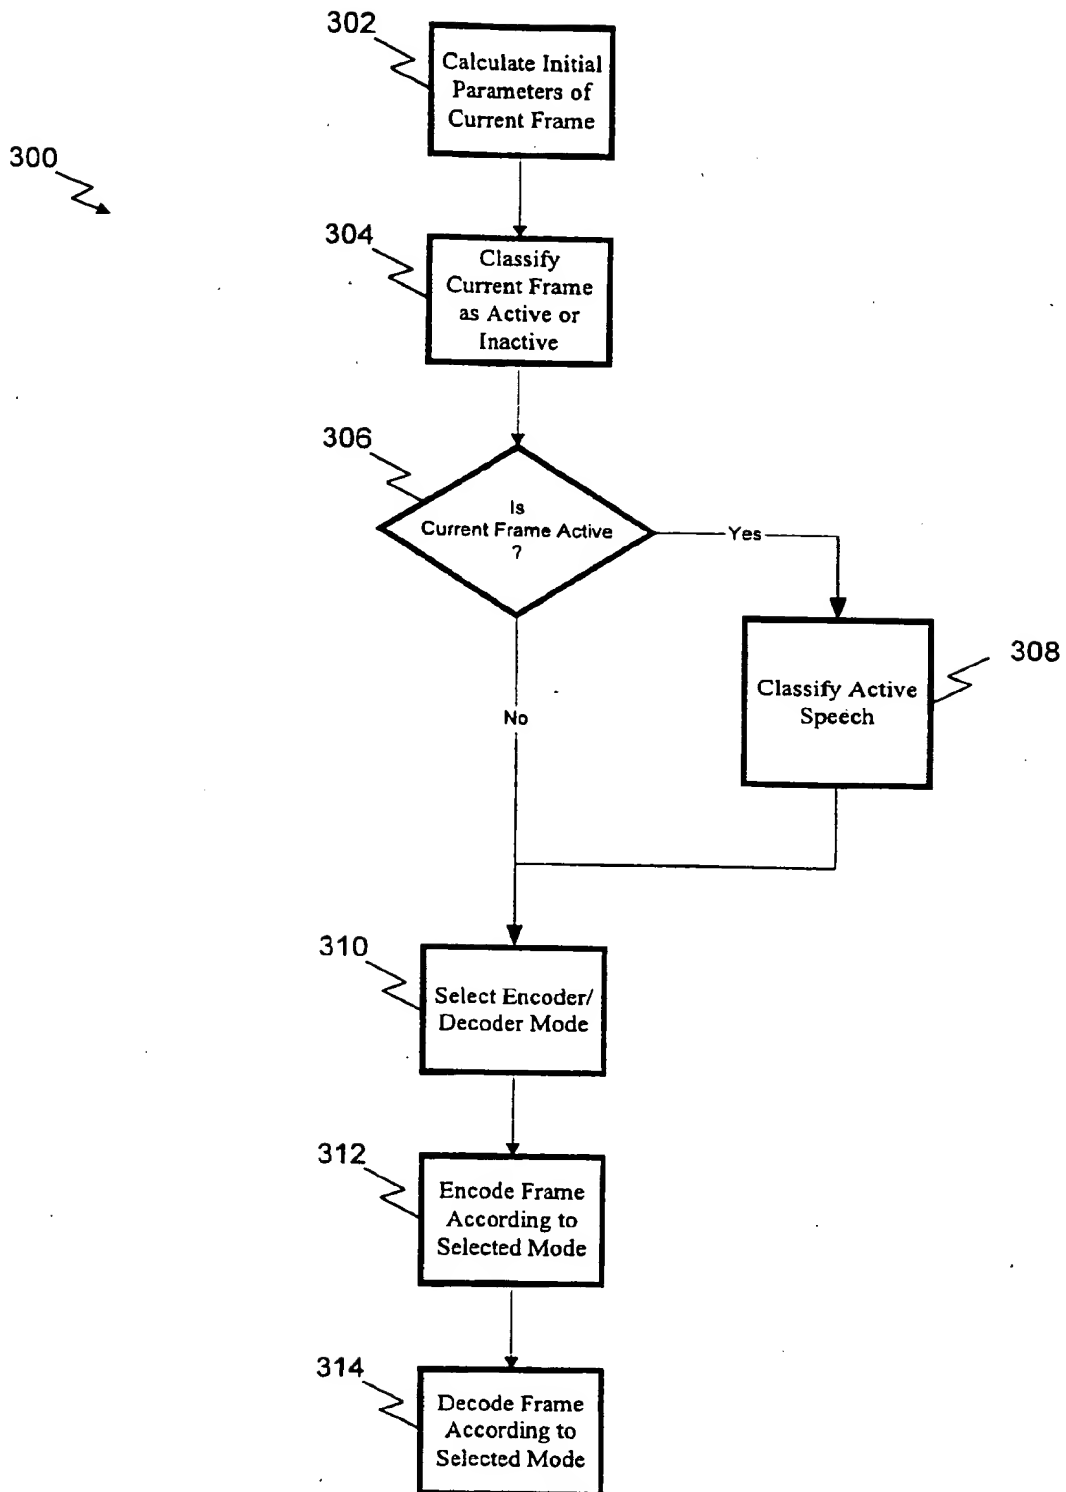 302
Calculate Initial
Parameters of
Current Frame
300
304
Classify
Current Frame
as Active or
Inactive
306
Is
Current Frame Active
?
Yes
308
Classify Active
Speech
No
310
Select Encoder/
Decoder Mode
312
Encode Frame
According to
Selected Mode
314
Decode Frame
According to
Selected Mode